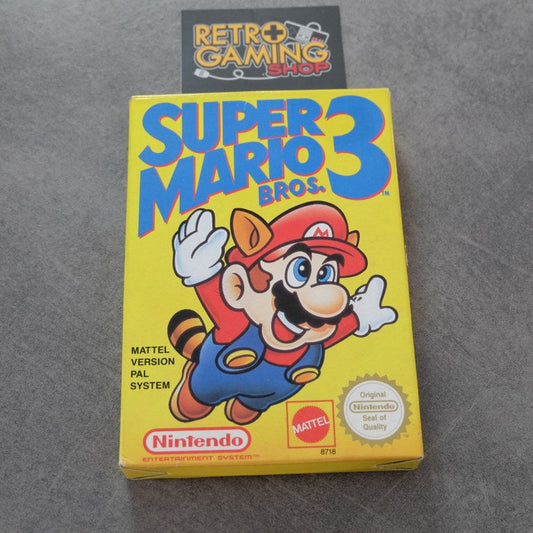 RETRO
GAMING
SHOP
SUPER
MARIO
BROS. 3
TM
M
MATTEL
VERSION
PAL
SYSTEM
Nintendo
ENTERTAINMENT SYSTEM™
MATTEL
8718
Original
Nintendo
Seal of
Quality